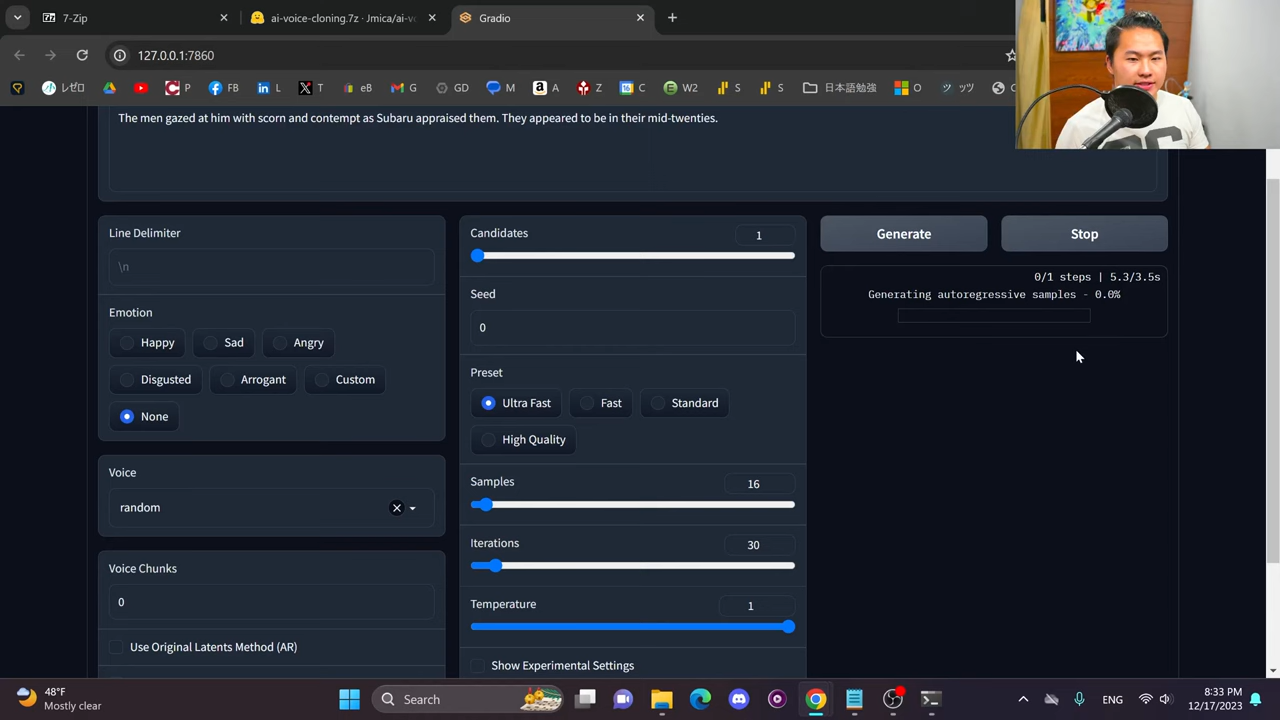 7-Zip
ai-voice-cloning.7z · Jmica/ai-vo
Gradio
127.0.0.1:7860
レゼロ
P
FB
L
T
eB
G
GD
M
A
Z
C
W2
S
S
日本語勉強
O
ッツ
C
The men gazed at him with scorn and contempt as Subaru appraised them. They appeared to be in their mid-twenties.
Line Delimiter
\n
Emotion
Happy
Sad
Angry
Disgusted
Arrogant
Custom
None
Voice
random
Voice Chunks
0
Use Original Latents Method (AR)
Candidates
1
Seed
0
Preset
Ultra Fast
Fast
Standard
High Quality
Samples
16
Iterations
30
Temperature
1
Show Experimental Settings
Generate
Stop
0/1 steps | 5.3/3.5s
Generating autoregressive samples - 0.0%
48°F
Mostly clear
Search
ENG
8:33 PM
12/17/2023